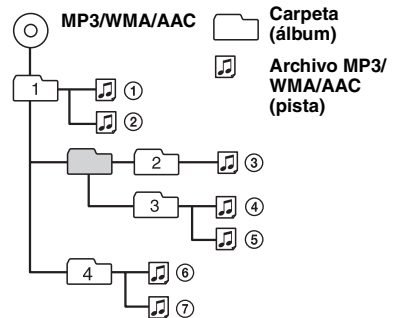 MP3/WMA/AAC
Carpeta
(álbum)
Archivo MP3/
WMA/AAC
(pista)
1
①
②
2
③
3
④
⑤
4
⑥
⑦